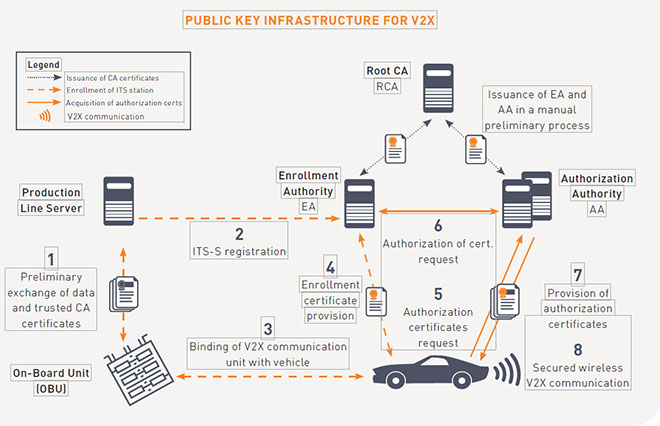 PUBLIC KEY INFRASTRUCTURE FOR V2X
Legend
Issuance of CA certificates
Enrollment of ITS station
Acquisition of authorization certs
V2X communication
Root CA
RCA
Issuance of EA and
AA in a manual
preliminary process
Production
Line Server
Enrollment
Authority
EA
Authorization
Authority
AA
1
Preliminary
exchange of data
and trusted CA
certificates
2
ITS-S registration
3
Binding of V2X communication
unit with vehicle
4
Enrollment
certificate
provision
5
Authorization
certificates
request
6
Authorization of cert.
request
7
Provision of
authorization
certificates
8
Secured wireless
V2X communication
On-Board Unit
(OBU)